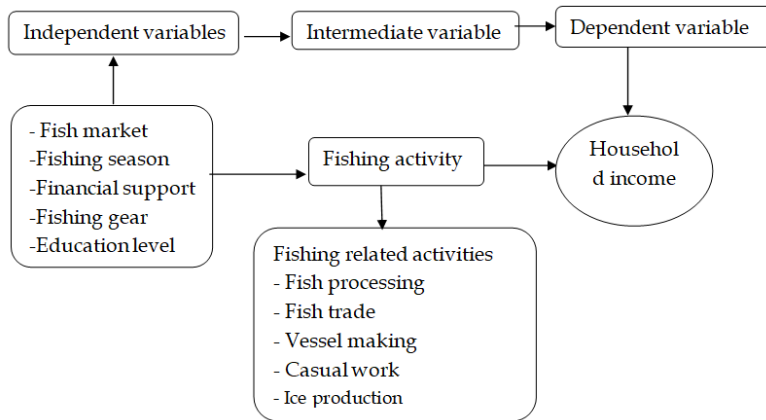 Independent variables
Intermediate variable
Dependent variable
- Fish market
-Fishing season
-Financial support
-Fishing gear
-Education level
Fishing activity
Househol
d income
Fishing related activities
- Fish processing
- Fish trade
- Vessel making
- Casual work
- Ice production